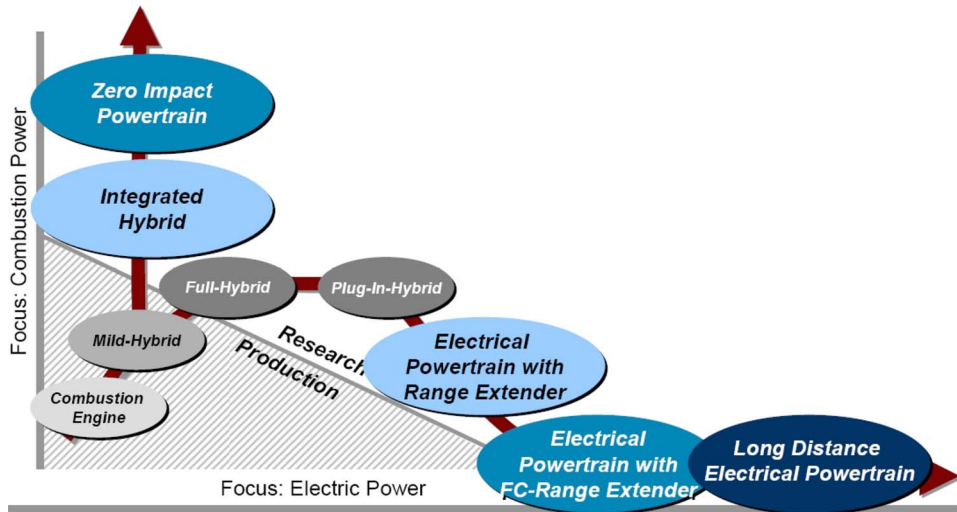 Zero Impact
Powertrain
Integrated
Hybrid
Focus: Combustion Power
Full-Hybrid
Plug-In-Hybrid
Mild-Hybrid
Research
Production
Electrical
Powertrain with
Range Extender
Combustion
Engine
Electrical
Powertrain with
FC-Range Extender
Long Distance
Electrical Powertrain
Focus: Electric Power